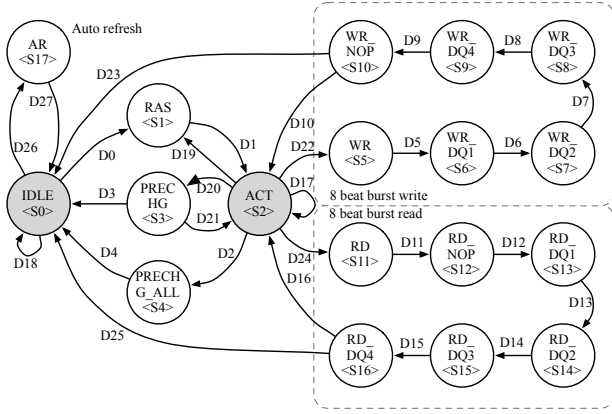 AR
<S17>
Auto refresh
D23
D27
D26
RAS
<S1>
D0
D1
D19
IDLE
<S0>
D3
PREC
HG
<S3>
D20
D21
ACT
<S2>
D17
D18
D4
D2
PRECH
G_ALL
<S4>
D25
WR_
NOP
<S10>
D9
WR_
DQ4
<S9>
D8
WR_
DQ3
<S8>
D7
D10
D22
WR
<S5>
D5
WR_
DQ1
<S6>
D6
WR_
DQ2
<S7>
8 beat burst write
8 beat burst read
D24
RD
<S11>
D11
RD_
NOP
<S12>
D12
RD_
DQ1
<S13>
D13
D16
RD_
DQ4
<S16>
D15
RD_
DQ3
<S15>
D14
RD_
DQ2
<S14>